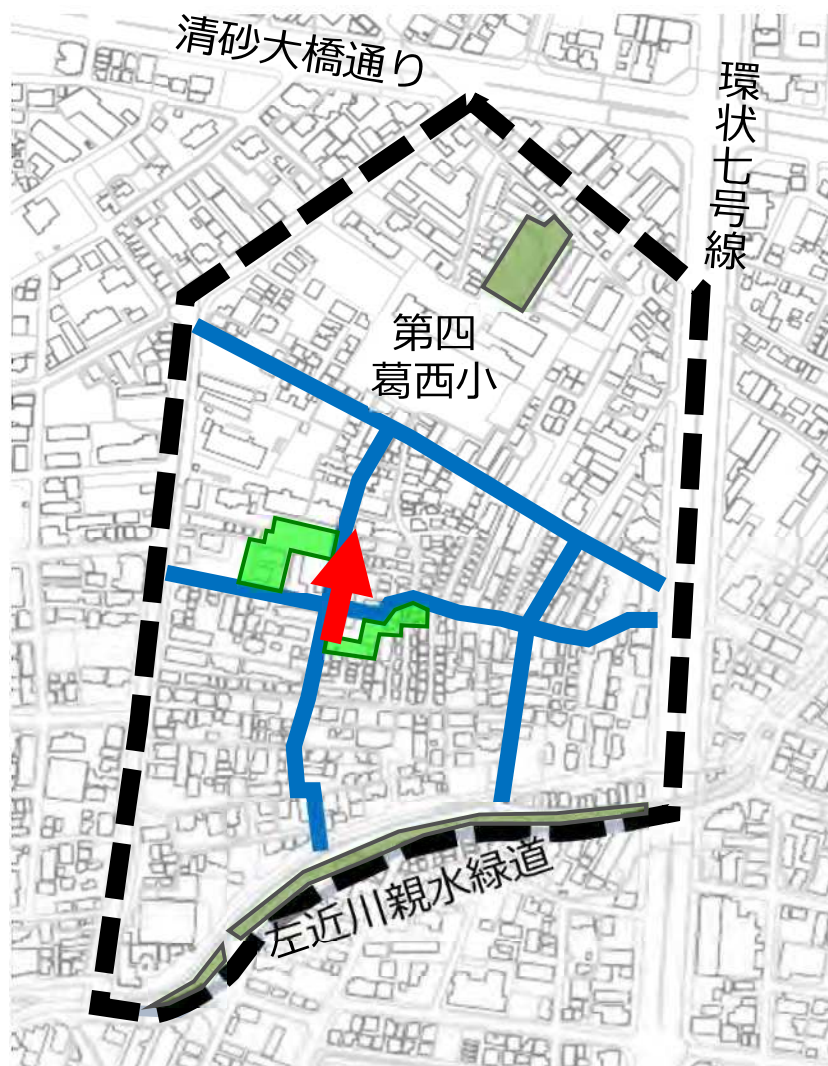 清砂大橋通り
環状七号線
第四
葛西小
左近川親水緑道